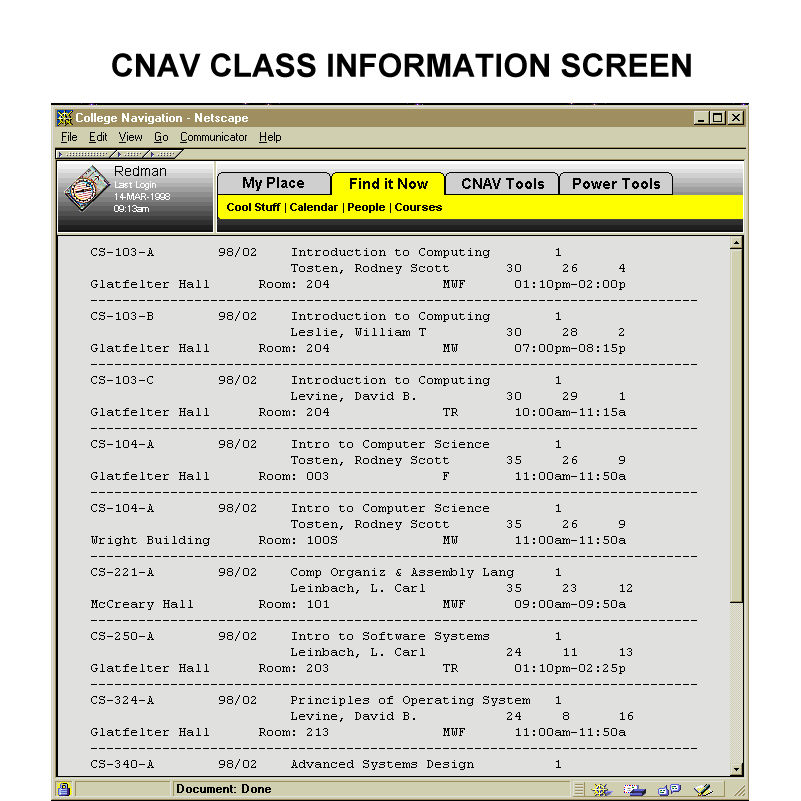 CNAV CLASS INFORMATION SCREEN
College Navigation - Netscape
File Edit View Go Communicator Help
Redman
Last Login
14-MAR-1998
09:13am
My Place Find it Now CNAV Tools Power Tools
Cool Stuff | Calendar | People | Courses
CS-103-A 98/02 Introduction to Computing 1
Tosten, Rodney Scott 30 26 4
Glatfelter Hall Room: 204 MWF 01:10pm-02:00p
CS-103-B 98/02 Introduction to Computing 1
Leslie, William T 30 28 2
Glatfelter Hall Room: 204 MW 07:00pm-08:15p
CS-103-C 98/02 Introduction to Computing 1
Levine, David B. 30 29 1
Glatfelter Hall Room: 204 TR 10:00am-11:15a
CS-104-A 98/02 Intro to Computer Science 1
Tosten, Rodney Scott 35 26 9
Glatfelter Hall Room: 003 F 11:00am-11:50a
CS-104-A 98/02 Intro to Computer Science 1
Tosten, Rodney Scott 35 26 9
Wright Building Room: 100S MW 11:00am-11:50a
CS-221-A 98/02 Comp Organiz & Assembly Lang 1
Leinbach, L. Carl 35 23 12
McCreary Hall Room: 101 MWF 09:00am-09:50a
CS-250-A 98/02 Intro to Software Systems 1
Leinbach, L. Carl 24 11 13
Glatfelter Hall Room: 203 TR 01:10pm-02:25p
CS-324-A 98/02 Principles of Operating System 1
Levine, David B. 24 8 16
Glatfelter Hall Room: 213 MWF 11:00am-11:50a
CS-340-A 98/02 Advanced Systems Design 1
Document: Done